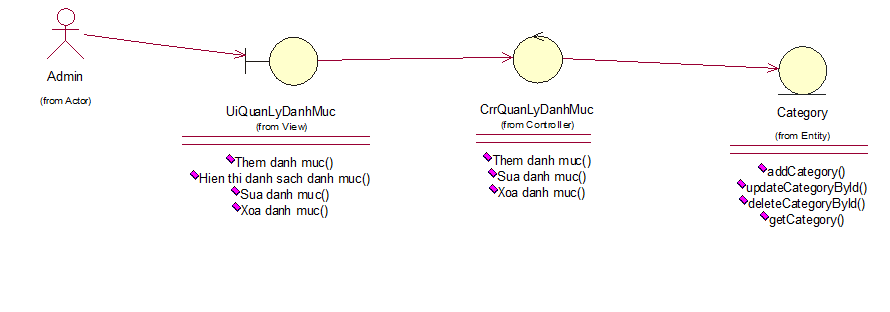 Admin
(from Actor)
UiQuanLyDanhMuc
(from View)
Them danh muc()
Hien thi danh sach danh muc()
Sua danh muc()
Xoa danh muc()
CrrQuanLyDanhMuc
(from Controller)
Them danh muc()
Sua danh muc()
Xoa danh muc()
Category
(from Entity)
addCategory()
updateCategoryById()
deleteCategoryById()
getCategory()